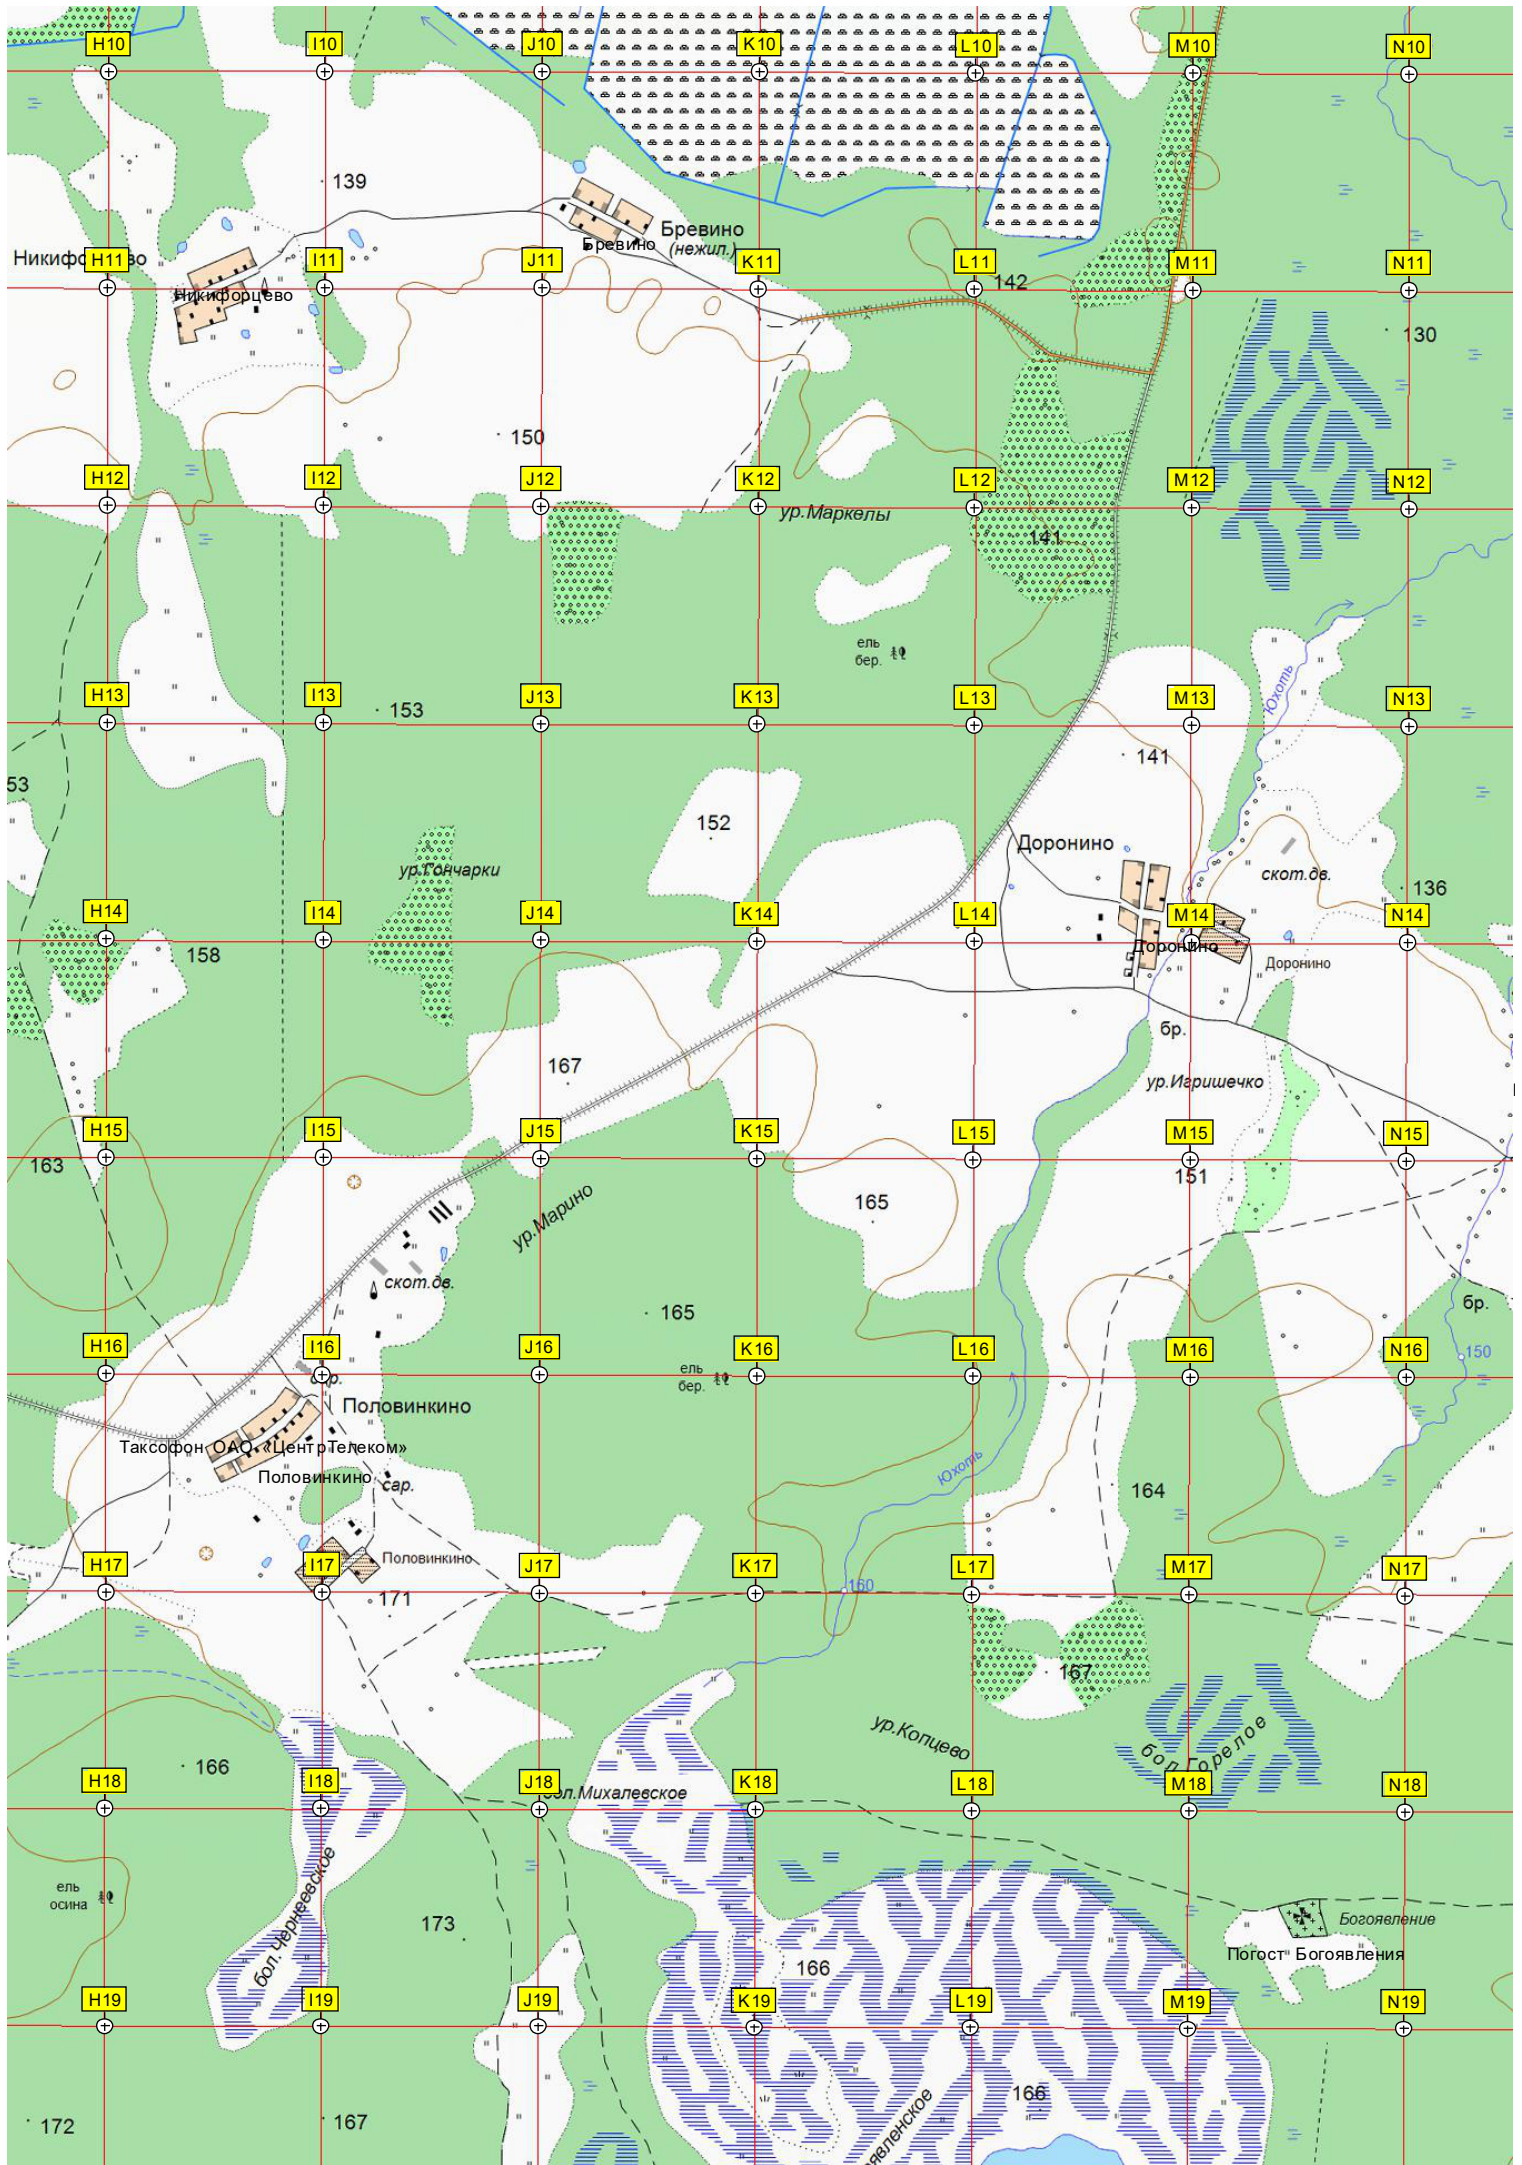 H10 I10 J10 K10 L10 M10 N10
139
Бревино
(нежил.)
Бревино
H11 I11 J11 K11 L11 M11 N11
142
Никифорцево
130
150
H12 I12 J12 K12 L12 M12 N12
ур.Маркелы
141
ель
бер.
Юхоть
H13 I13 J13 K13 L13 M13 N13
153
141
53
152
Доронино
ур.Гончарки
скот.дв.
136
H14 I14 J14 K14 L14 M14 N14
158
Доронино
Доронино
бр.
167
ур.Игришечко
H15 I15 J15 K15 L15 M15 N15
163
151
165
ур.Марино
скот.дв.
165
бр.
H16 I16 J16 K16 L16 M16 N16
150
ель
бер.
сар.
Половинкино
Таксофон ОАО «ЦентрТелеком»
Половинкино
сар.
Юхоть
164
Половинкино
H17 I17 J17 K17 L17 M17 N17
171
160
167
ур.Копцево
бол.Горелое
166
H18 I18 J18 K18 L18 M18 N18
бол.Михалевское
ель
осина
бол.Чернеевское
173
Богоявление
Погост Богоявления
166
H19 I19 J19 K19 L19 M19 N19
172
167
166
явленское